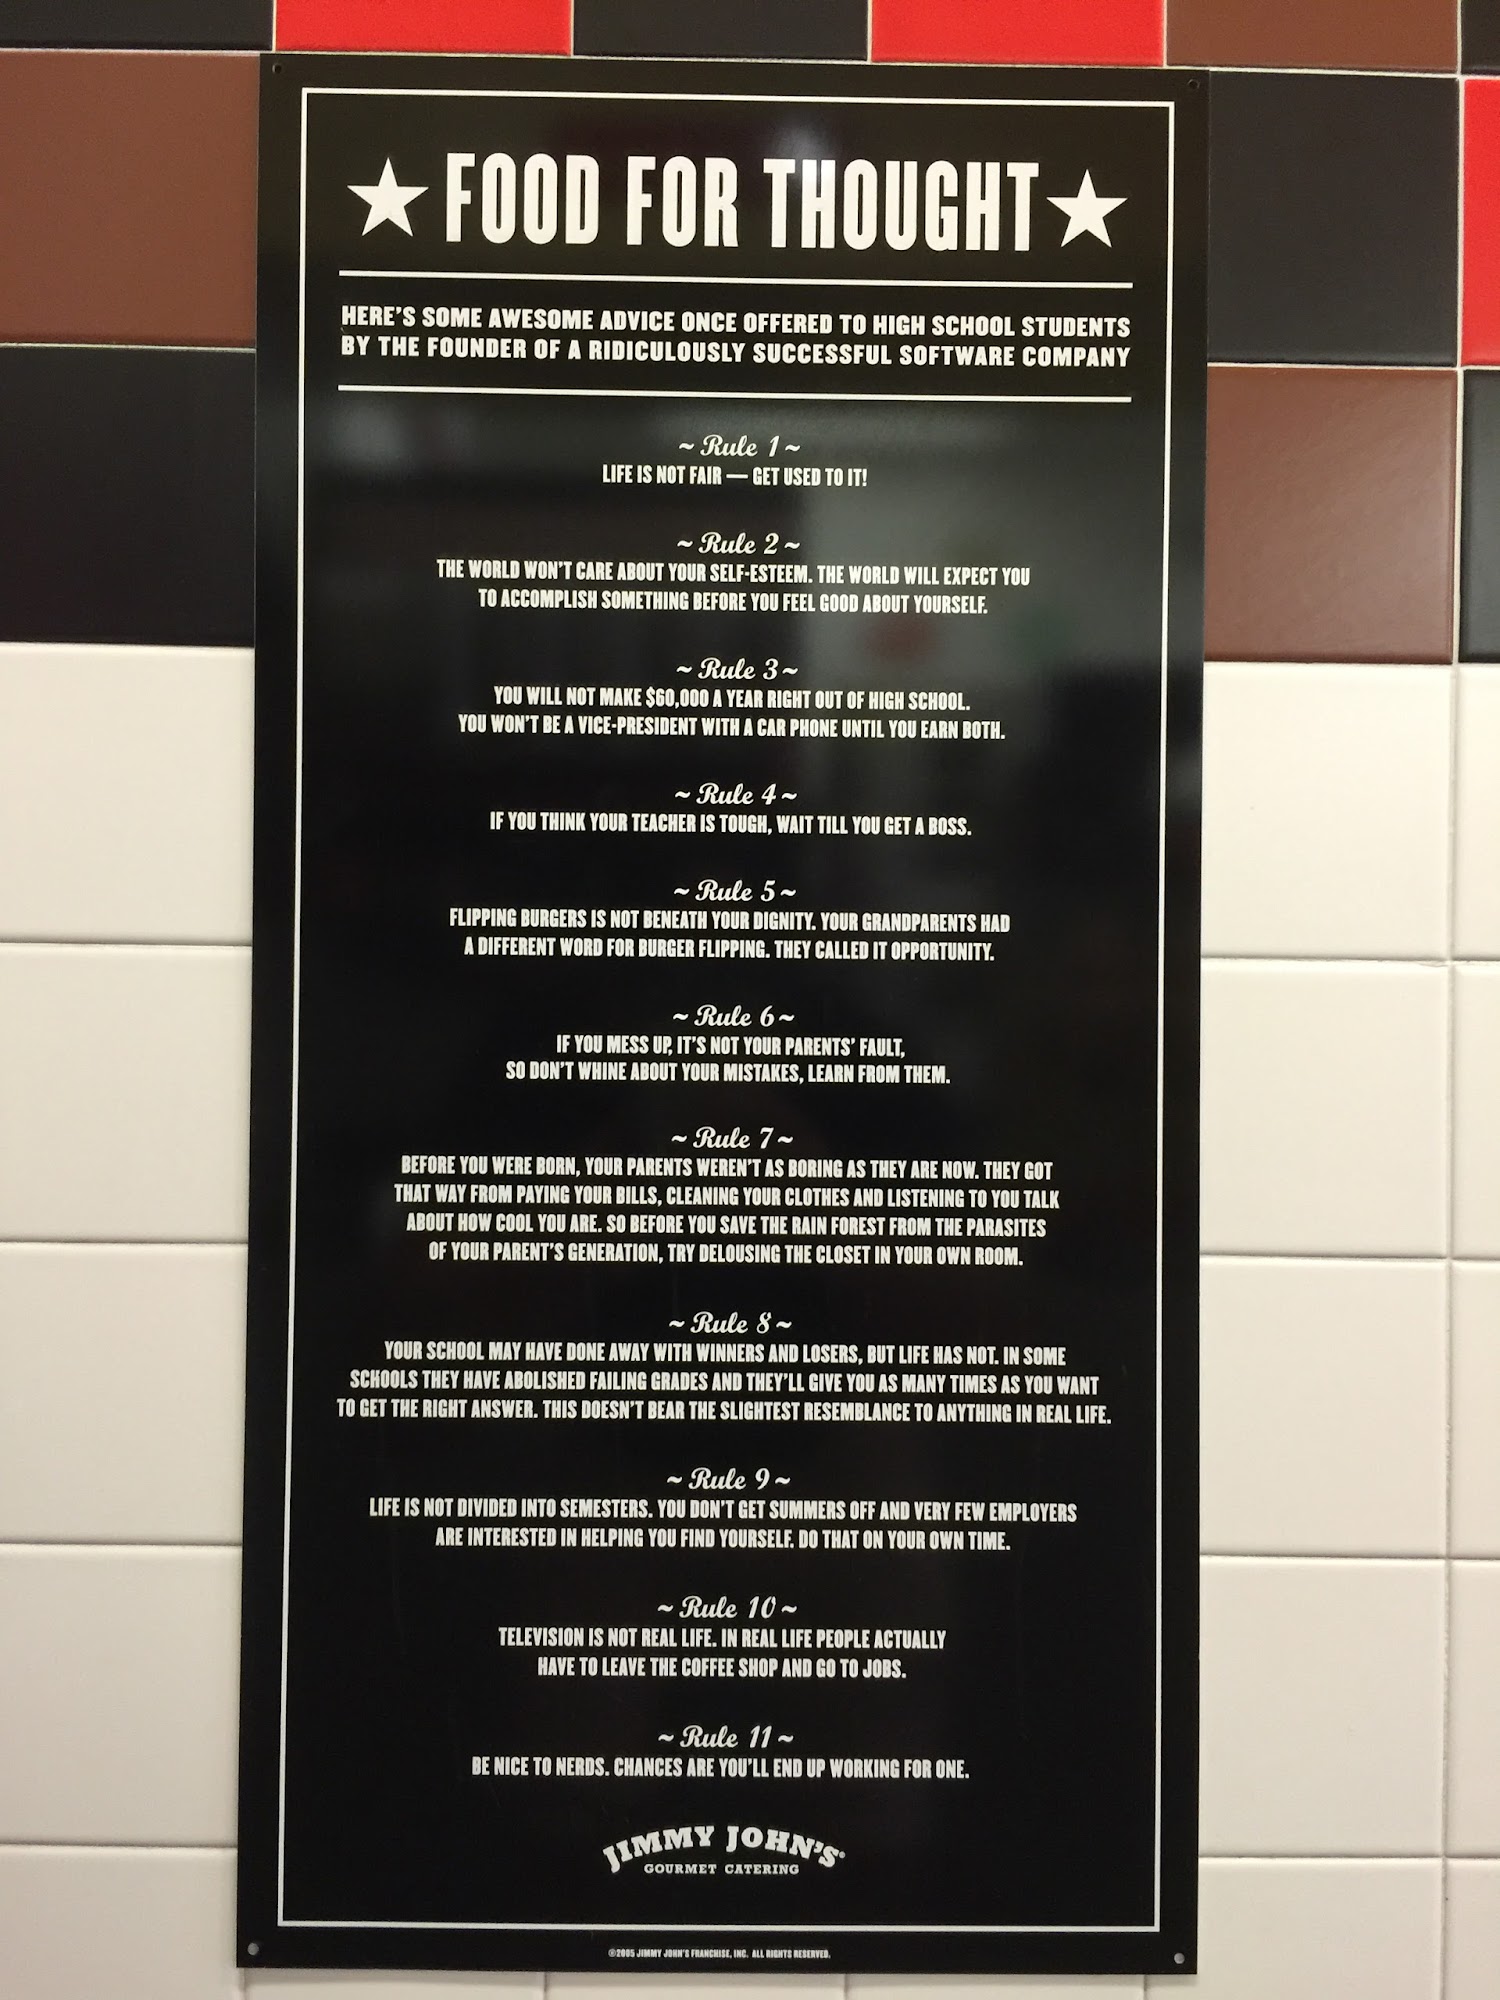 ★ FOOD FOR THOUGHT ★
HERE'S SOME AWESOME ADVICE ONCE OFFERED TO HIGH SCHOOL STUDENTS
BY THE FOUNDER OF A RIDICULOUSLY SUCCESSFUL SOFTWARE COMPANY
~ Rule 1 ~
LIFE IS NOT FAIR — GET USED TO IT!
~ Rule 2 ~
THE WORLD WON'T CARE ABOUT YOUR SELF-ESTEEM. THE WORLD WILL EXPECT YOU
TO ACCOMPLISH SOMETHING BEFORE YOU FEEL GOOD ABOUT YOURSELF.
~ Rule 3 ~
YOU WILL NOT MAKE $60,000 A YEAR RIGHT OUT OF HIGH SCHOOL.
YOU WON'T BE A VICE-PRESIDENT WITH A CAR PHONE UNTIL YOU EARN BOTH.
~ Rule 4 ~
IF YOU THINK YOUR TEACHER IS TOUGH, WAIT TILL YOU GET A BOSS.
~ Rule 5 ~
FLIPPING BURGERS IS NOT BENEATH YOUR DIGNITY. YOUR GRANDPARENTS HAD
A DIFFERENT WORD FOR BURGER FLIPPING. THEY CALLED IT OPPORTUNITY.
~ Rule 6 ~
IF YOU MESS UP, IT'S NOT YOUR PARENTS' FAULT,
SO DON'T WHINE ABOUT YOUR MISTAKES, LEARN FROM THEM.
~ Rule 7 ~
BEFORE YOU WERE BORN, YOUR PARENTS WEREN'T AS BORING AS THEY ARE NOW. THEY GOT
THAT WAY FROM PAYING YOUR BILLS, CLEANING YOUR CLOTHES AND LISTENING TO YOU TALK
ABOUT HOW COOL YOU ARE. SO BEFORE YOU SAVE THE RAIN FOREST FROM THE PARASITES
OF YOUR PARENT'S GENERATION, TRY DELOUSING THE CLOSET IN YOUR OWN ROOM.
~ Rule 8 ~
YOUR SCHOOL MAY HAVE DONE AWAY WITH WINNERS AND LOSERS, BUT LIFE HAS NOT. IN SOME
SCHOOLS THEY HAVE ABOLISHED FAILING GRADES AND THEY'LL GIVE YOU AS MANY TIMES AS YOU WANT
TO GET THE RIGHT ANSWER. THIS DOESN'T BEAR THE SLIGHTEST RESEMBLANCE TO ANYTHING IN REAL LIFE.
~ Rule 9 ~
LIFE IS NOT DIVIDED INTO SEMESTERS. YOU DON'T GET SUMMERS OFF AND VERY FEW EMPLOYERS
ARE INTERESTED IN HELPING YOU FIND YOURSELF. DO THAT ON YOUR OWN TIME.
~ Rule 10 ~
TELEVISION IS NOT REAL LIFE. IN REAL LIFE PEOPLE ACTUALLY
HAVE TO LEAVE THE COFFEE SHOP AND GO TO JOBS.
~ Rule 11 ~
BE NICE TO NERDS. CHANCES ARE YOU'LL END UP WORKING FOR ONE.
JIMMY JOHN'S®
GOURMET CATERING
©2005 JIMMY JOHN'S FRANCHISE, INC. ALL RIGHTS RESERVED.